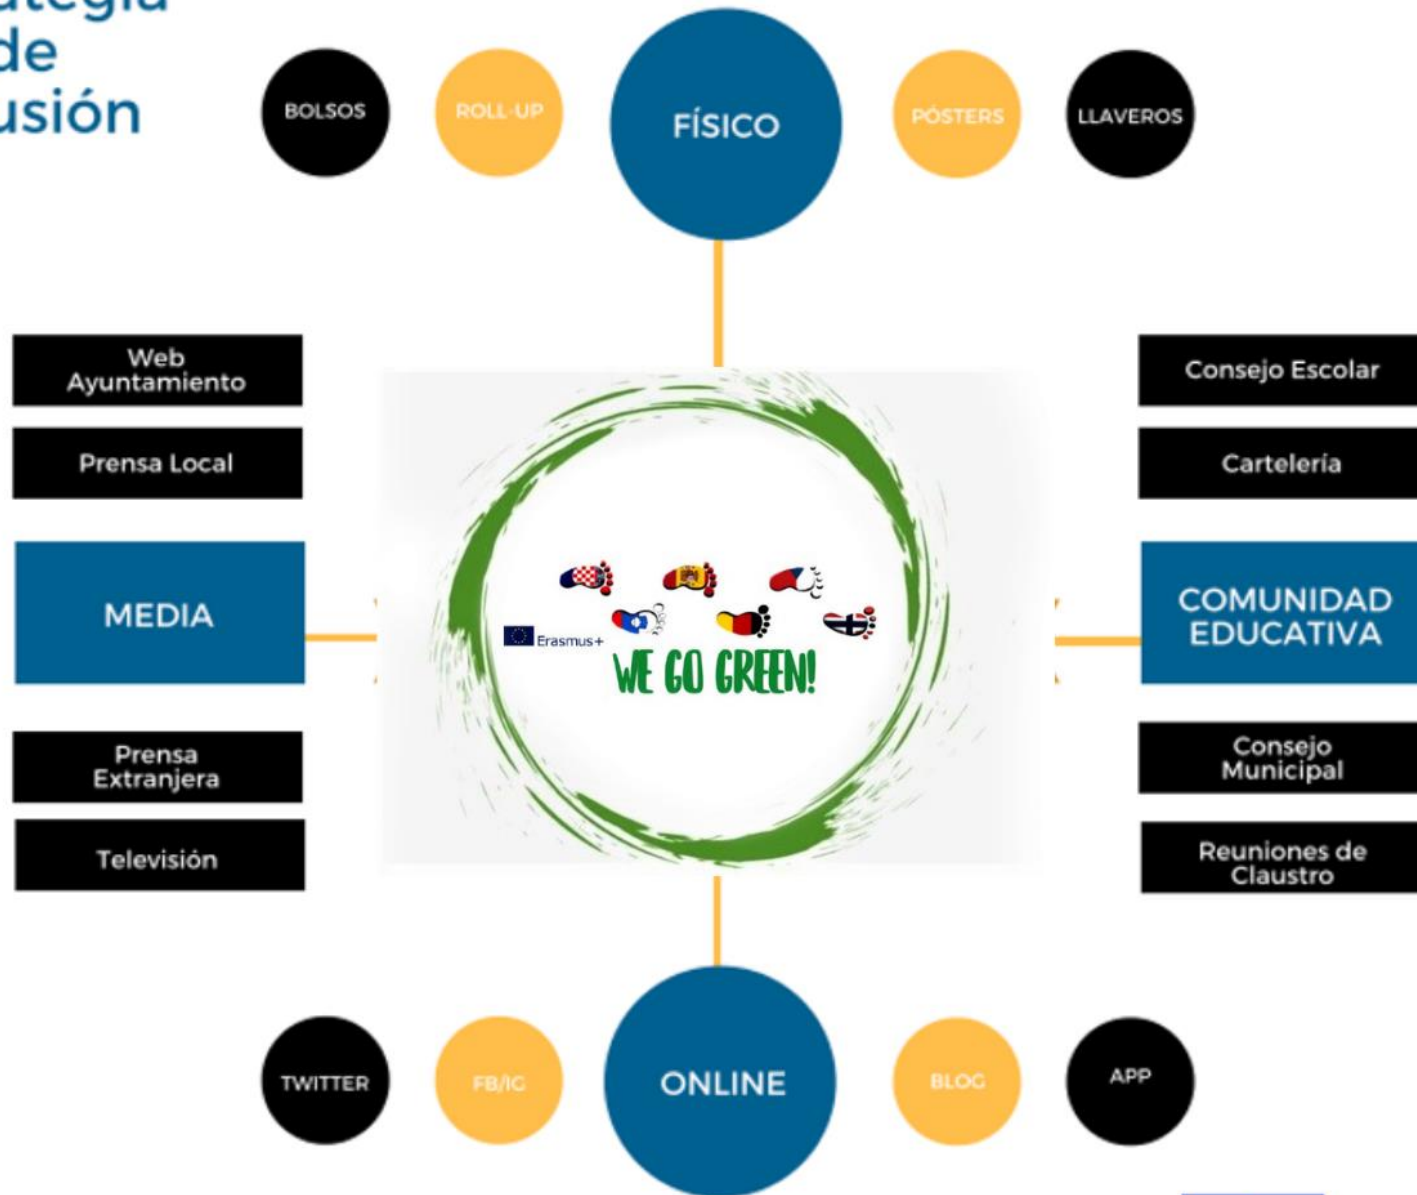 de
BOLSOS
ROLL-UP
FÍSICO
PÓSTERS
LLAVEROS
Web
Ayuntamiento
Prensa Local
MEDIA
Prensa
Extranjera
Televisión
Erasmus+
WE GO GREEN!
Consejo Escolar
Cartelería
COMUNIDAD
EDUCATIVA
Consejo
Municipal
Reuniones de
Claustro
TWITTER
FB/IG
ONLINE
BLOG
APP